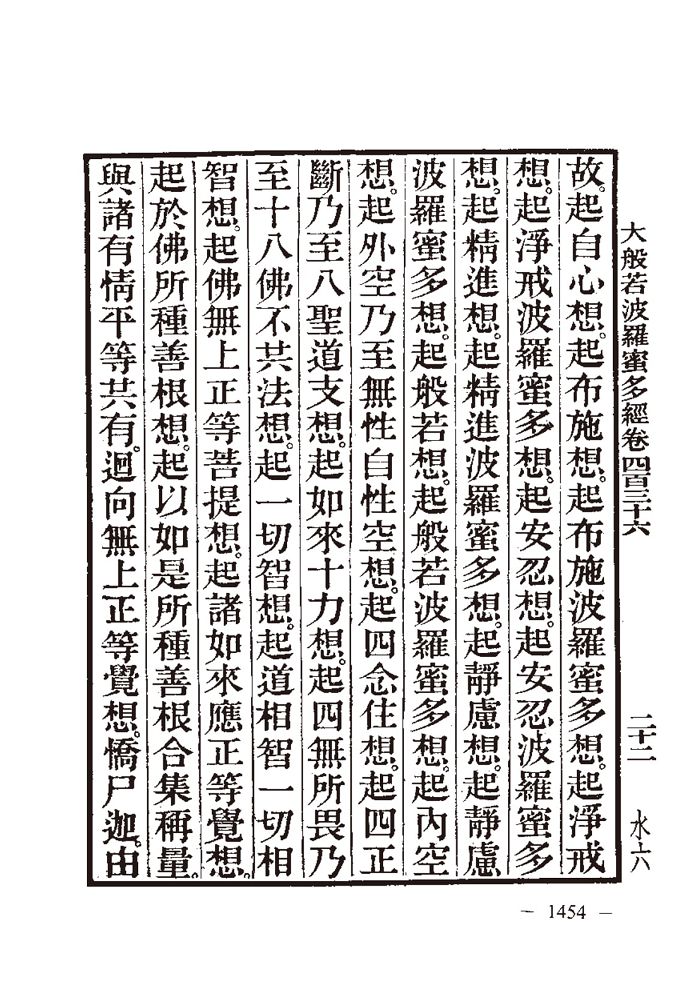 大般若波羅蜜多經卷四百三十六
二十二
水六
故。起自心想。起布施想。起布施波羅蜜多想。起淨戒
想。起淨戒波羅蜜多想。起安忍想。起安忍波羅蜜多
想。起精進想。起精進波羅蜜多想。起靜慮想。起靜慮
波羅蜜多想。起般若想。起般若波羅蜜多想。起內空
想。起外空乃至無性自性空想。起四念住想。起四正
斷乃至八聖道支想。起如來十力想。起四無所畏乃
至十八佛不共法想。起一切智想。起道相智一切相
智想。起佛無上正等菩提想。起諸如來應正等覺想。
起於佛所種善根想。起以如是所種善根合集稱量。
與諸有情平等共有。迴向無上正等覺想。憍尸迦。由
— 1454 —